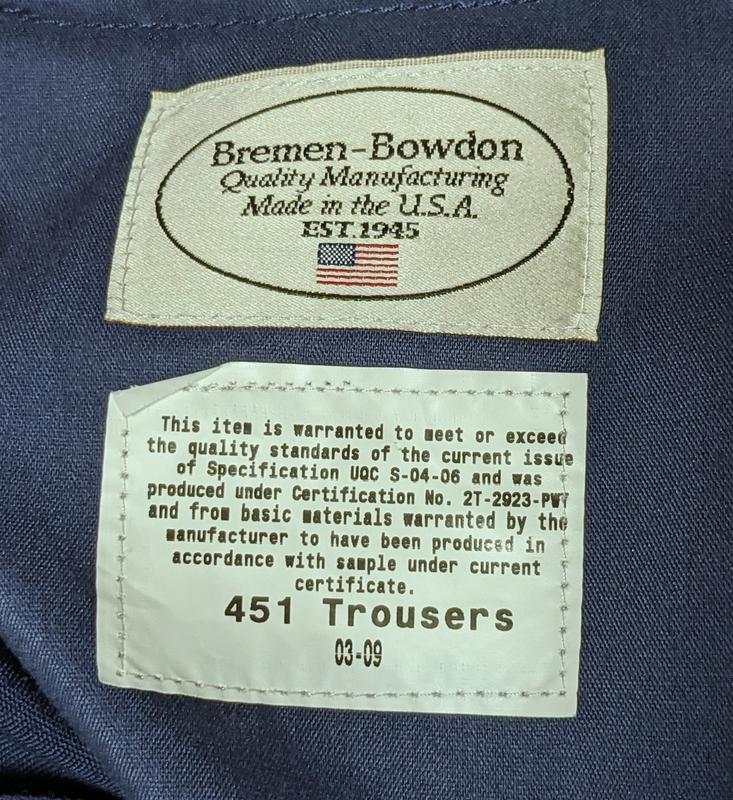 Bremen-Bowdon
Quality Manufacturing
Made in the U.S.A.
EST.1945
This item is warranted to meet or exceed
the quality standards of the current issue
of Specification UQC S-04-06 and was
produced under Certification No. 2T-2923-PW7
and from basic materials warranted by the
manufacturer to have been produced in
accordance with sample under current
certificate.
451 Trousers
03-09